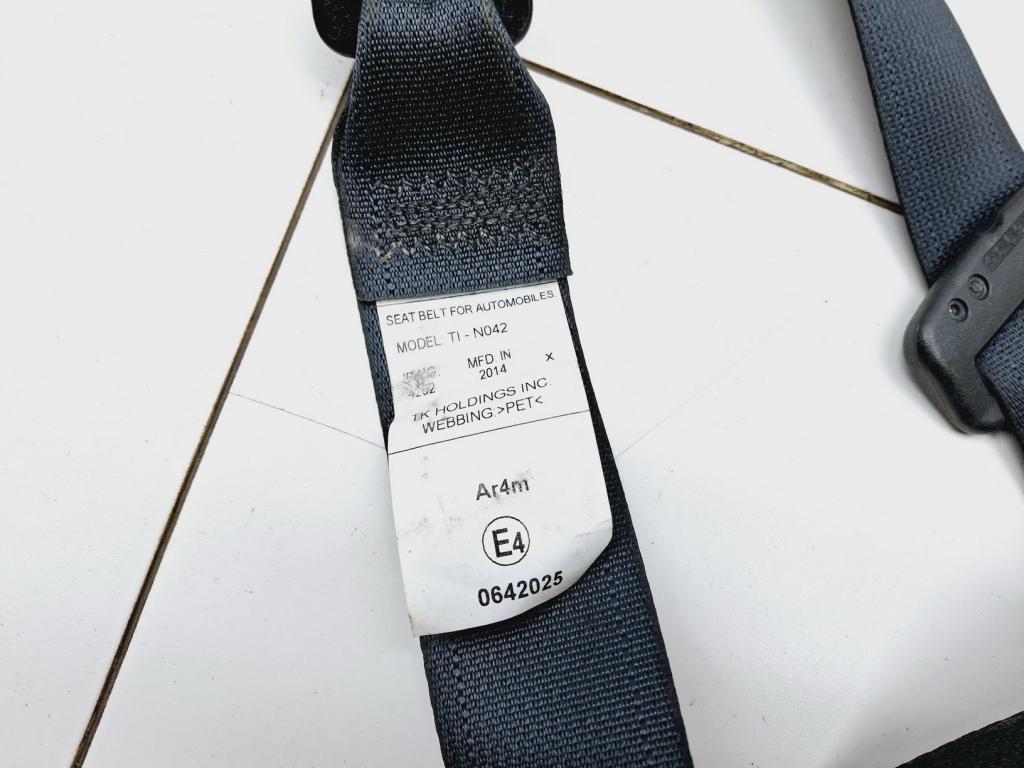 SEAT BELT FOR AUTOMOBILES.
MODEL: TI - N042
MFD. IN
2014
X
TK HOLDINGS INC.
WEBBING.>PET<
Ar4m
E4
0642025